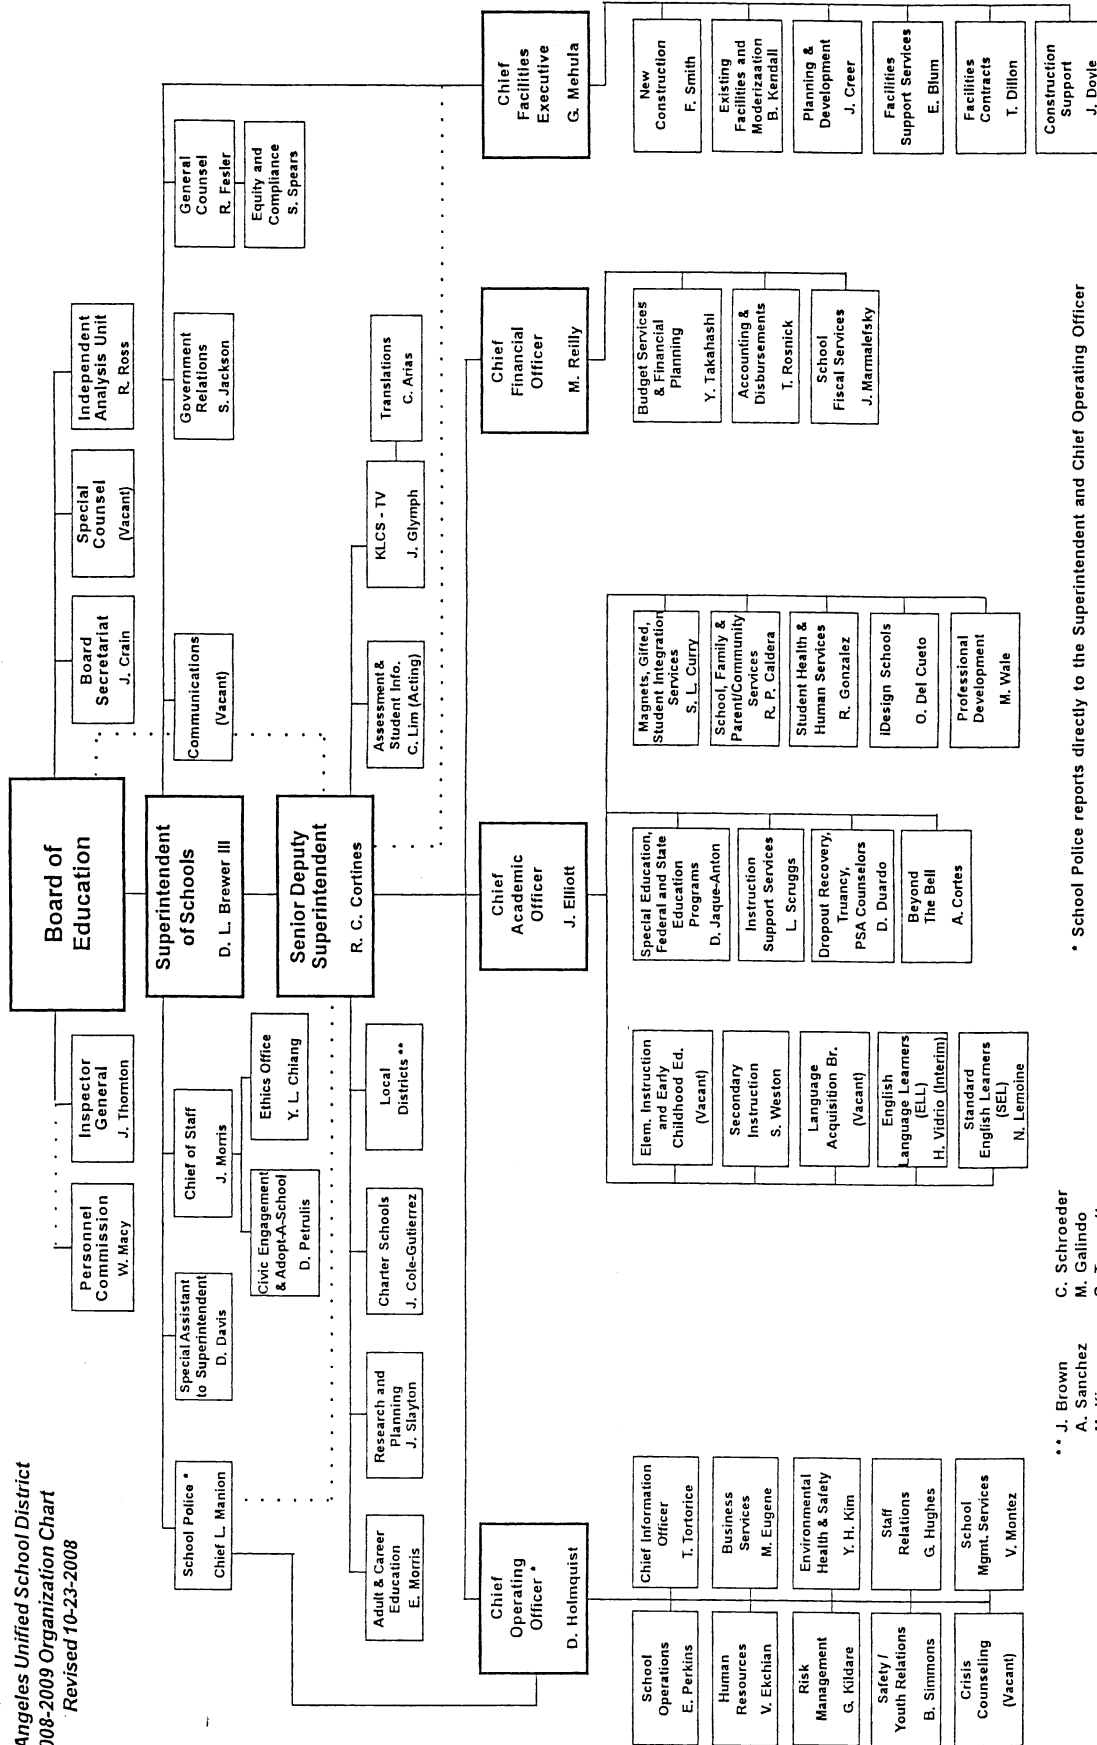 Angeles Unified School District
008-2009 Organization Chart
Revised 10-23-2008
Board of
Education
Personnel
Commission
W. Macy
Inspector
General
J. Thornton
Board
Secretariat
J. Crain
Special
Counsel
(Vacant)
Independent
Analysis Unit
R. Ross
Superintendent
of Schools
D. L. Brewer III
School Police *
Chief L. Manion
Special Assistant
to Superintendent
D. Davis
Chief of Staff
J. Morris
Civic Engagement
& Adopt-A-School
D. Petrulis
Ethics Office
Y. L. Chiang
Communications
(Vacant)
Government
Relations
S. Jackson
General
Counsel
R. Fesler
Equity and
Compliance
S. Spears
Senior Deputy
Superintendent
R. C. Cortines
Adult & Career
Education
E. Morris
Research and
Planning
J. Slayton
Charter Schools
J. Cole-Gutierrez
Local
Districts **
Assessment &
Student Info.
C. Lim (Acting)
KLCS - TV
J. Glymph
Translations
C. Arias
Chief
Operating
Officer *
D. Holmquist
School
Operations
E. Perkins
Human
Resources
V. Ekchian
Risk
Management
G. Kildare
Safety /
Youth Relations
B. Simmons
Crisis
Counseling
(Vacant)
Chief Information
Officer
T. Tortorice
Business
Services
M. Eugene
Environmental
Health & Safety
Y. H. Kim
Staff
Relations
G. Hughes
School
Mgmt. Services
V. Montez
Chief
Academic
Officer
J. Elliott
Elem. Instruction
and Early
Childhood Ed.
(Vacant)
Secondary
Instruction
S. Weston
Language
Acquisition Br.
(Vacant)
English
Language Learners
(ELL)
H. Vidrio (Interim)
Standard
English Learners
(SEL)
N. Lemoine
Special Education,
Federal and State
Education
Programs
D. Jaque-Anton
Instruction
Support Services
L. Scruggs
Dropout Recovery,
Truancy,
PSA Counselors
D. Duardo
Beyond
The Bell
A. Cortes
Magnets, Gifted,
Student Integration
Services
S. L. Curry
School, Family &
Parent/Community
Services
R. P. Caldera
Student Health &
Human Services
R. Gonzalez
IDesign Schools
O. Del Cueto
Professional
Development
M. Wale
Chief
Financial
Officer
M. Reilly
Budget Services
& Financial
Planning
Y. Takahashi
Accounting &
Disbursements
T. Rosnick
School
Fiscal Services
J. Marmalefsky
Chief
Facilities
Executive
G. Mehula
New
Construction
F. Smith
Existing
Facilities and
Moderizaation
B. Kendall
Planning &
Development
J. Creer
Facilities
Support Services
E. Blum
Facilities
Contracts
T. Dillon
Construction
Support
J. Doyle
* School Police reports directly to the Superintendent and Chief Operating Officer
** J. Brown C. Schroeder
A. Sanchez M. Galindo